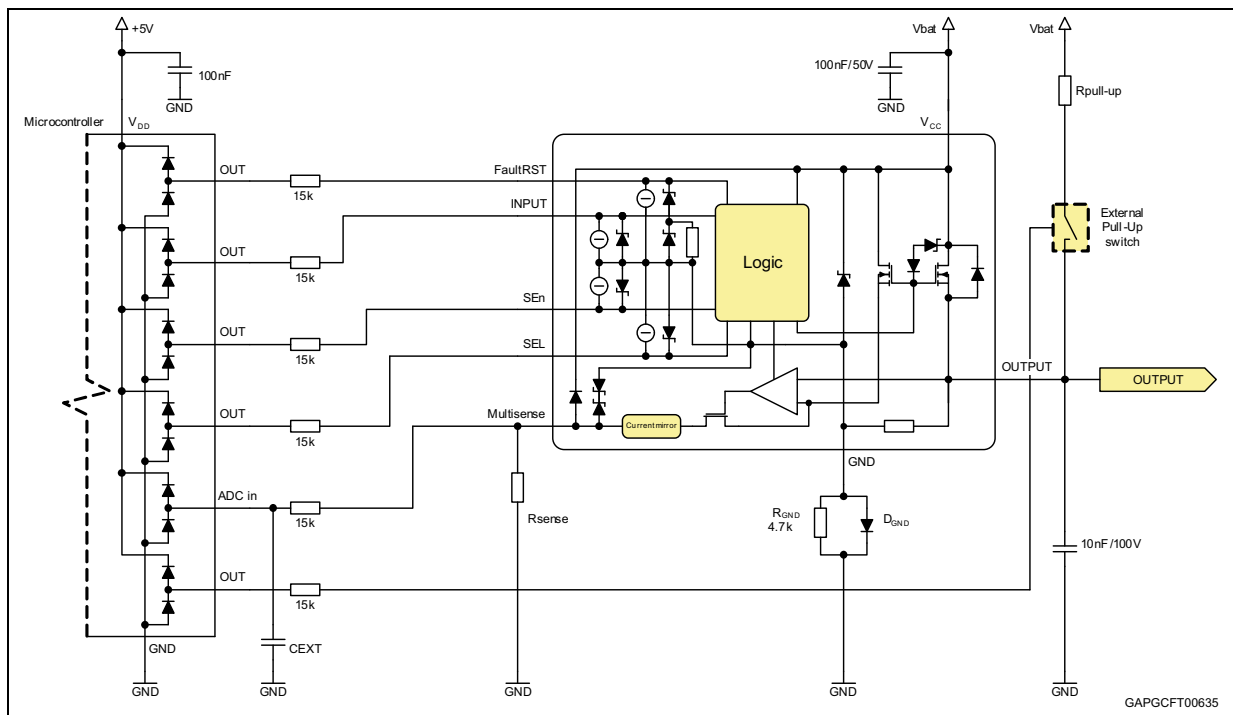 +5V
Vbat
Vbat
100nF
100nF/50V
GND
GND
Rpull-up
Microcontroller
VDD
VCC
OUT
15k
FaultRST
INPUT
OUT
15k
Logic
External
Pull-Up
switch
SEn
OUT
15k
SEL
OUTPUT
OUTPUT
OUT
15k
Multisense
Currentmirror
GND
ADC in
15k
Rsense
RGND
4.7k
DGND
10nF/100V
OUT
15k
GND
CEXT
GND
GND
GND
GND
GND
GAPGCFT00635